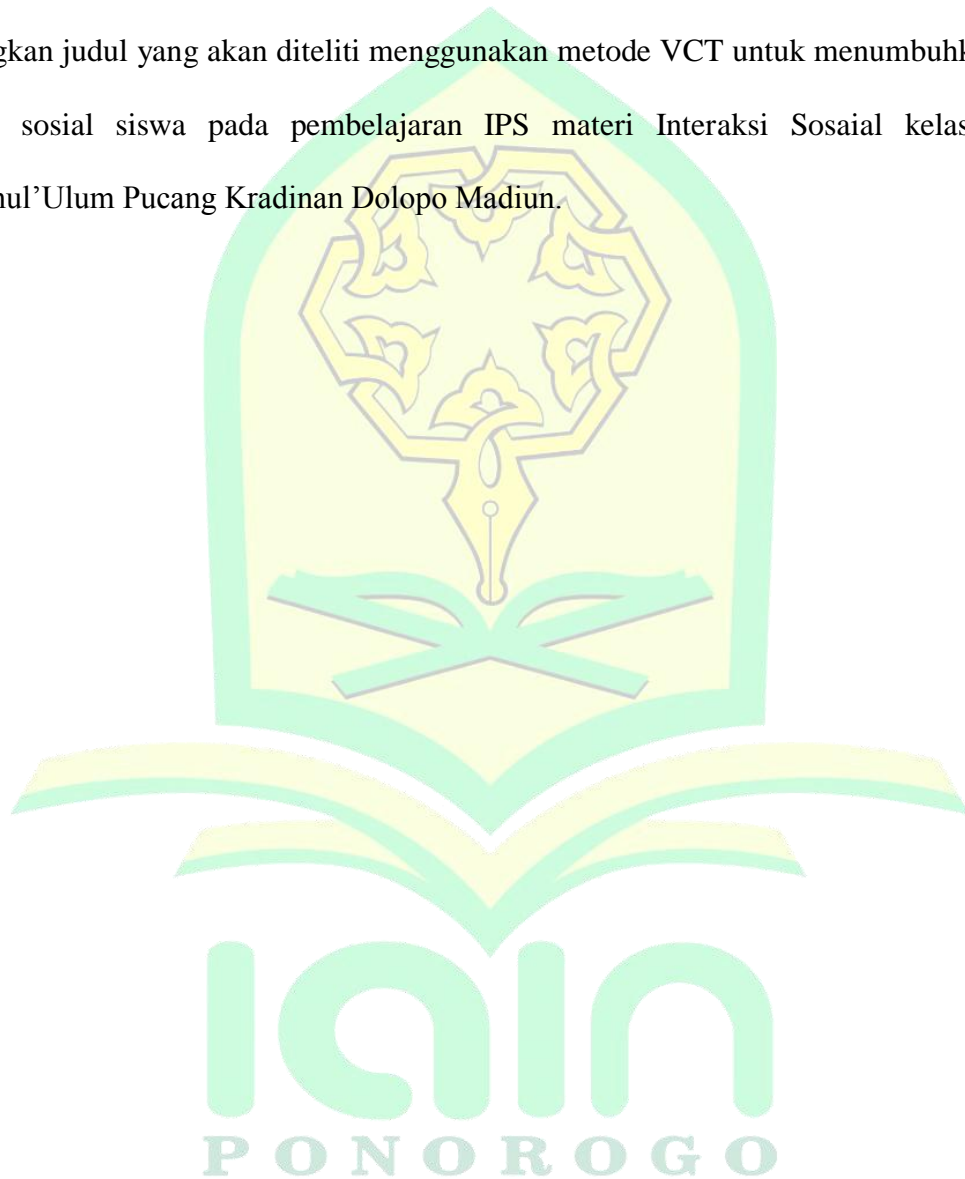 gkan judul yang akan diteliti menggunakan metode VCT untuk menumbuhk
sosial siswa pada pembelajaran IPS materi Interaksi Sosaial kelas
nul’Ulum Pucang Kradinan Dolopo Madiun.
iain
PONOROGO